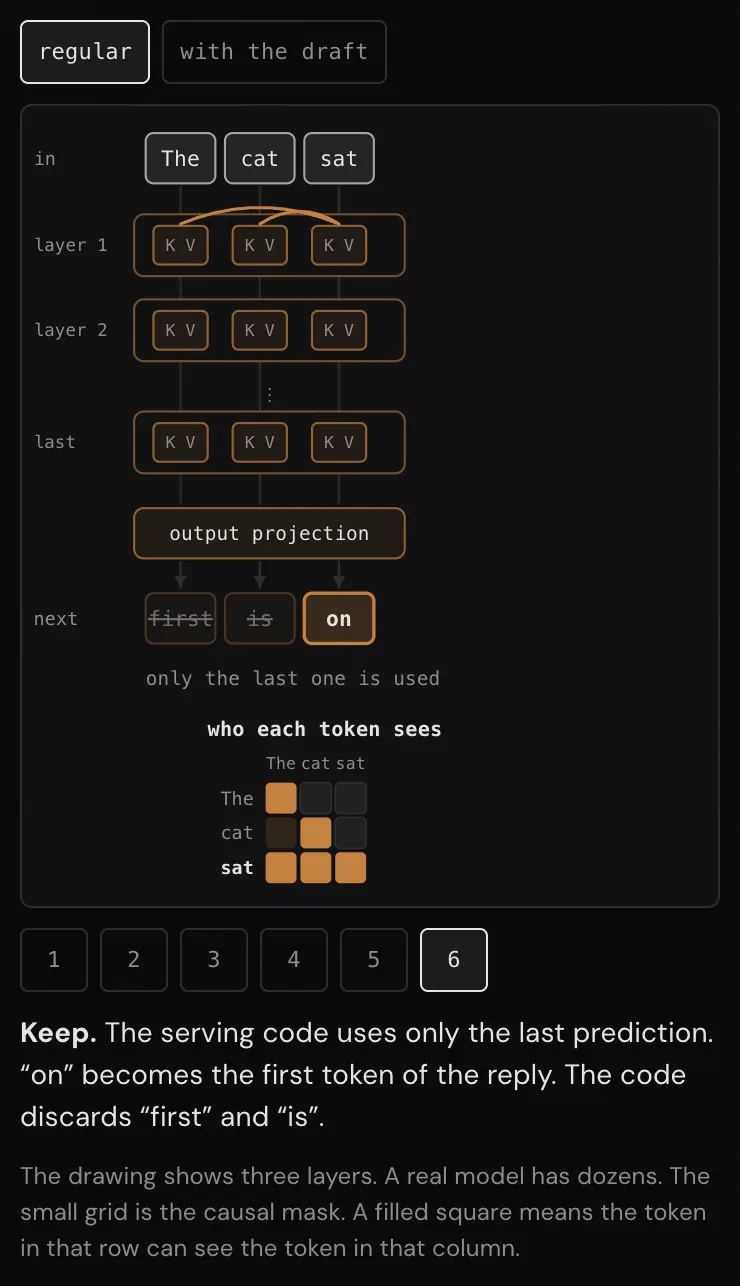 regular with the draft
in The cat sat
layer 1 K V K V K V
layer 2 K V K V K V
⋮
last K V K V K V
output projection
next first is on
only the last one is used
who each token sees
The cat sat
The
cat
sat
1 2 3 4 5 6
Keep. The serving code uses only the last prediction.
“on” becomes the first token of the reply. The code
discards “first” and “is”.
The drawing shows three layers. A real model has dozens. The
small grid is the causal mask. A filled square means the token
in that row can see the token in that column.